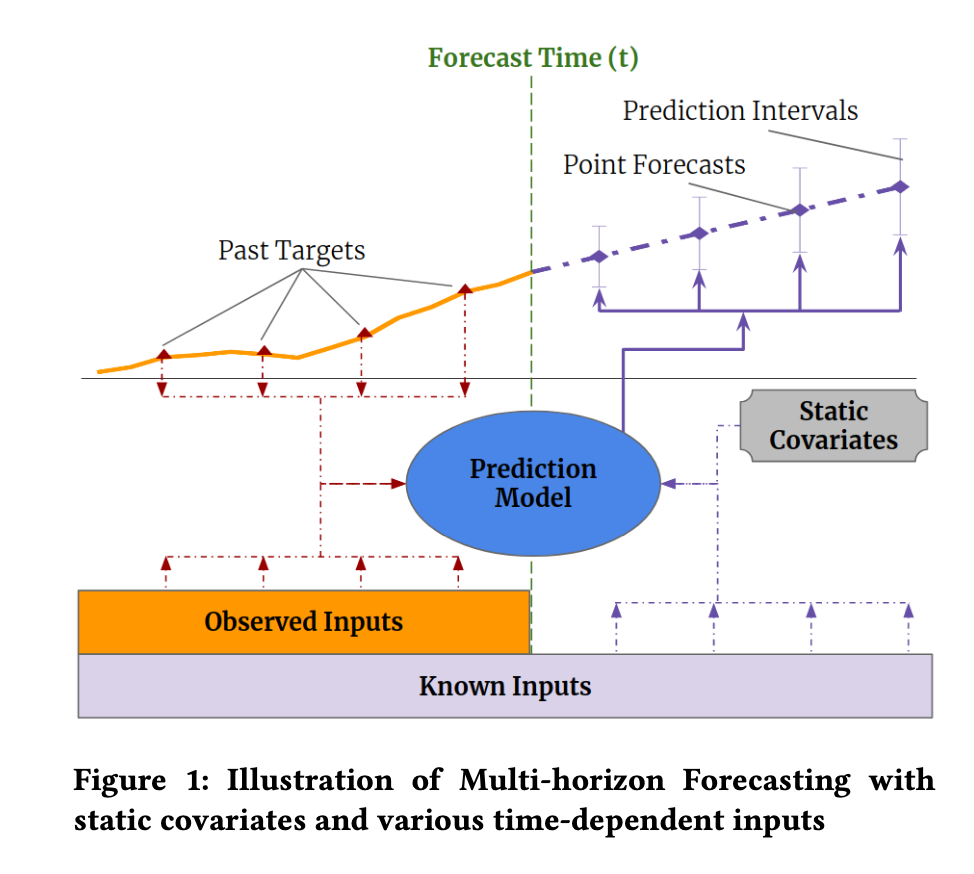 Forecast Time (t)
Prediction Intervals
Point Forecasts
Past Targets
Static
Covariates
Prediction
Model
Observed Inputs
Known Inputs
Figure 1: Illustration of Multi-horizon Forecasting with
static covariates and various time-dependent inputs